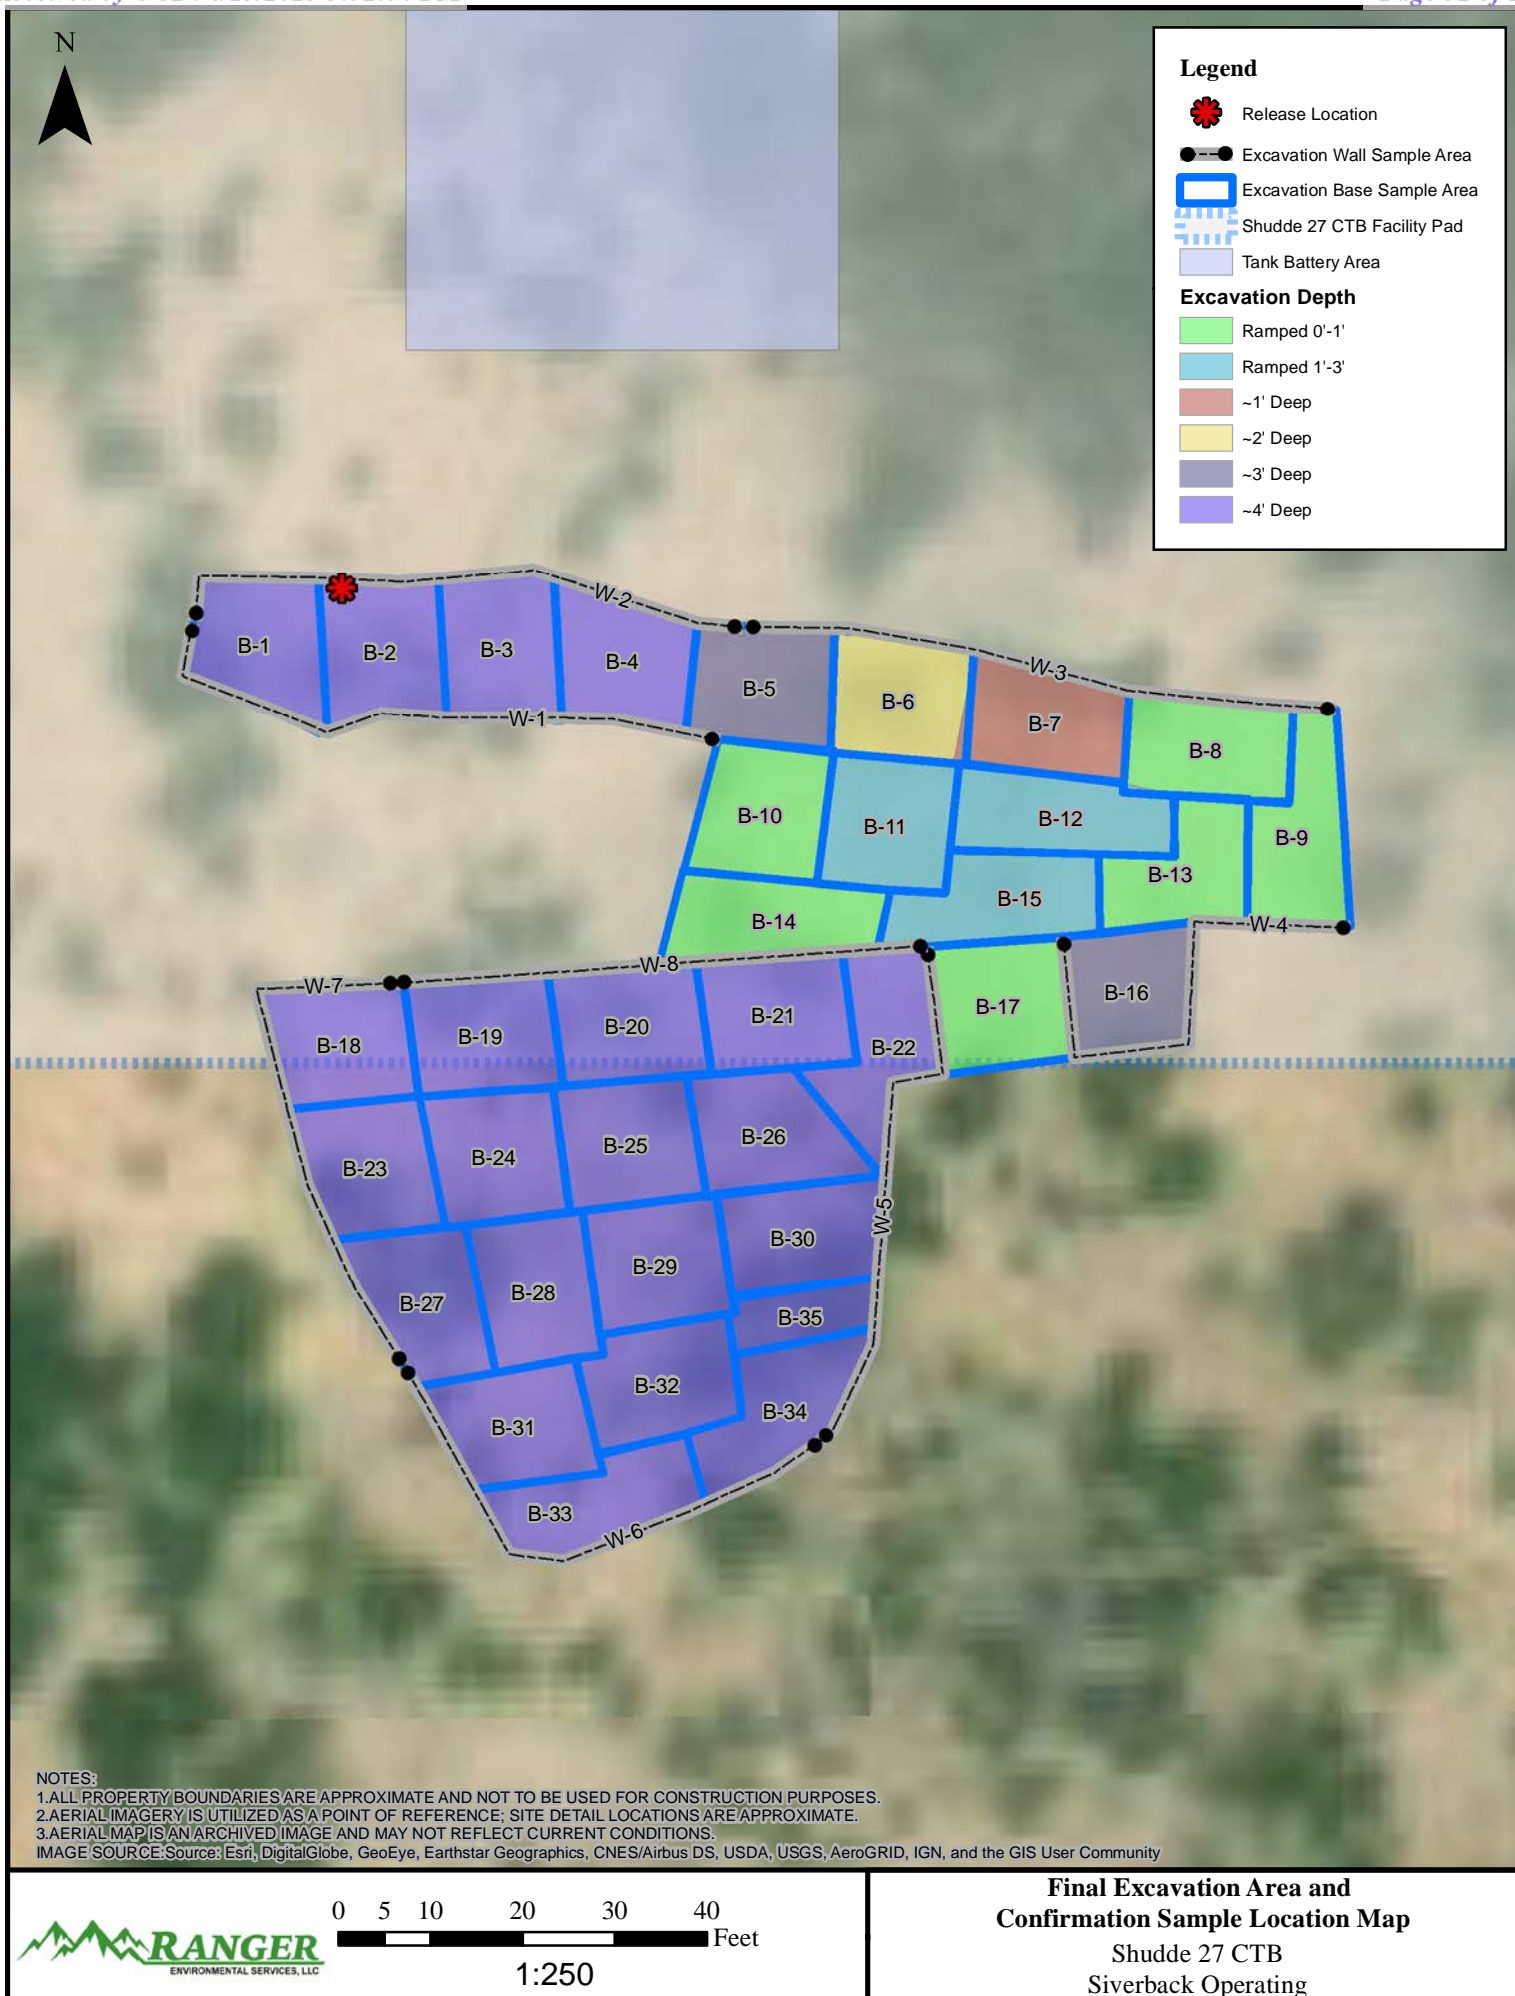 N
Legend
Release Location
Excavation Wall Sample Area
Excavation Base Sample Area
Shudde 27 CTB Facility Pad
Tank Battery Area
Excavation Depth
Ramped 0'-1'
Ramped 1'-3'
~1' Deep
~2' Deep
~3' Deep
~4' Deep
W-2
B-1
B-2
B-3
B-4
B-5
B-6
W-3
B-7
W-1
B-8
B-10
B-11
B-12
B-9
B-13
B-15
B-14
W-4
W-8
W-7
B-16
B-17
B-18
B-19
B-20
B-21
B-22
B-23
B-24
B-25
B-26
W-5
B-27
B-28
B-29
B-30
B-35
B-31
B-32
B-34
B-33
W-6
NOTES:
1.ALL PROPERTY BOUNDARIES ARE APPROXIMATE AND NOT TO BE USED FOR CONSTRUCTION PURPOSES.
2.AERIAL IMAGERY IS UTILIZED AS A POINT OF REFERENCE; SITE DETAIL LOCATIONS ARE APPROXIMATE.
3.AERIAL MAP IS AN ARCHIVED IMAGE AND MAY NOT REFLECT CURRENT CONDITIONS.
IMAGE SOURCE:Source: Esri, DigitalGlobe, GeoEye, Earthstar Geographics, CNES/Airbus DS, USDA, USGS, AeroGRID, IGN, and the GIS User Community
RANGER
ENVIRONMENTAL SERVICES, LLC
0 5 10 20 30 40
Feet
1:250
Final Excavation Area and
Confirmation Sample Location Map
Shudde 27 CTB
Siverback Operating